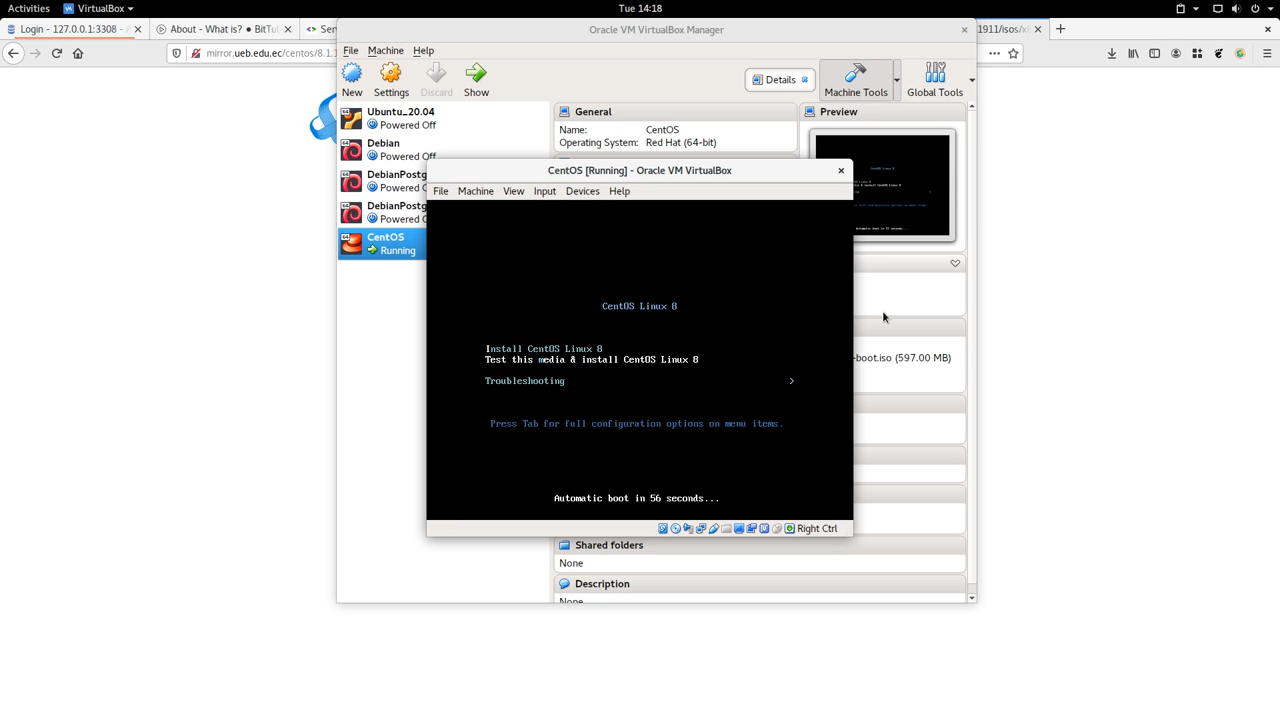 Activities VirtualBox Tue 14:18
Login - 127.0.0.1:3308 - × About - What is? • BitTu × Ser 1911/isos/x ×
mirror.ueb.edu.ec/centos/8.1.1
Oracle VM VirtualBox Manager ×
File Machine Help
New Settings Discard Show Details Machine Tools Global Tools
Ubuntu_20.04
Powered Off
Debian
Powered Off
DebianPostg
Powered O
DebianPostg
Powered O
CentOS
Running
General
Name: CentOS
Operating System: Red Hat (64-bit)
Preview
CentOS [Running] - Oracle VM VirtualBox ×
File Machine View Input Devices Help
CentOS Linux 8
Install CentOS Linux 8
Test this media & install CentOS Linux 8
Troubleshooting >
Press Tab for full configuration options on menu items.
Automatic boot in 56 seconds...
Right Ctrl
-boot.iso (597.00 MB)
Shared folders
None
Description
None